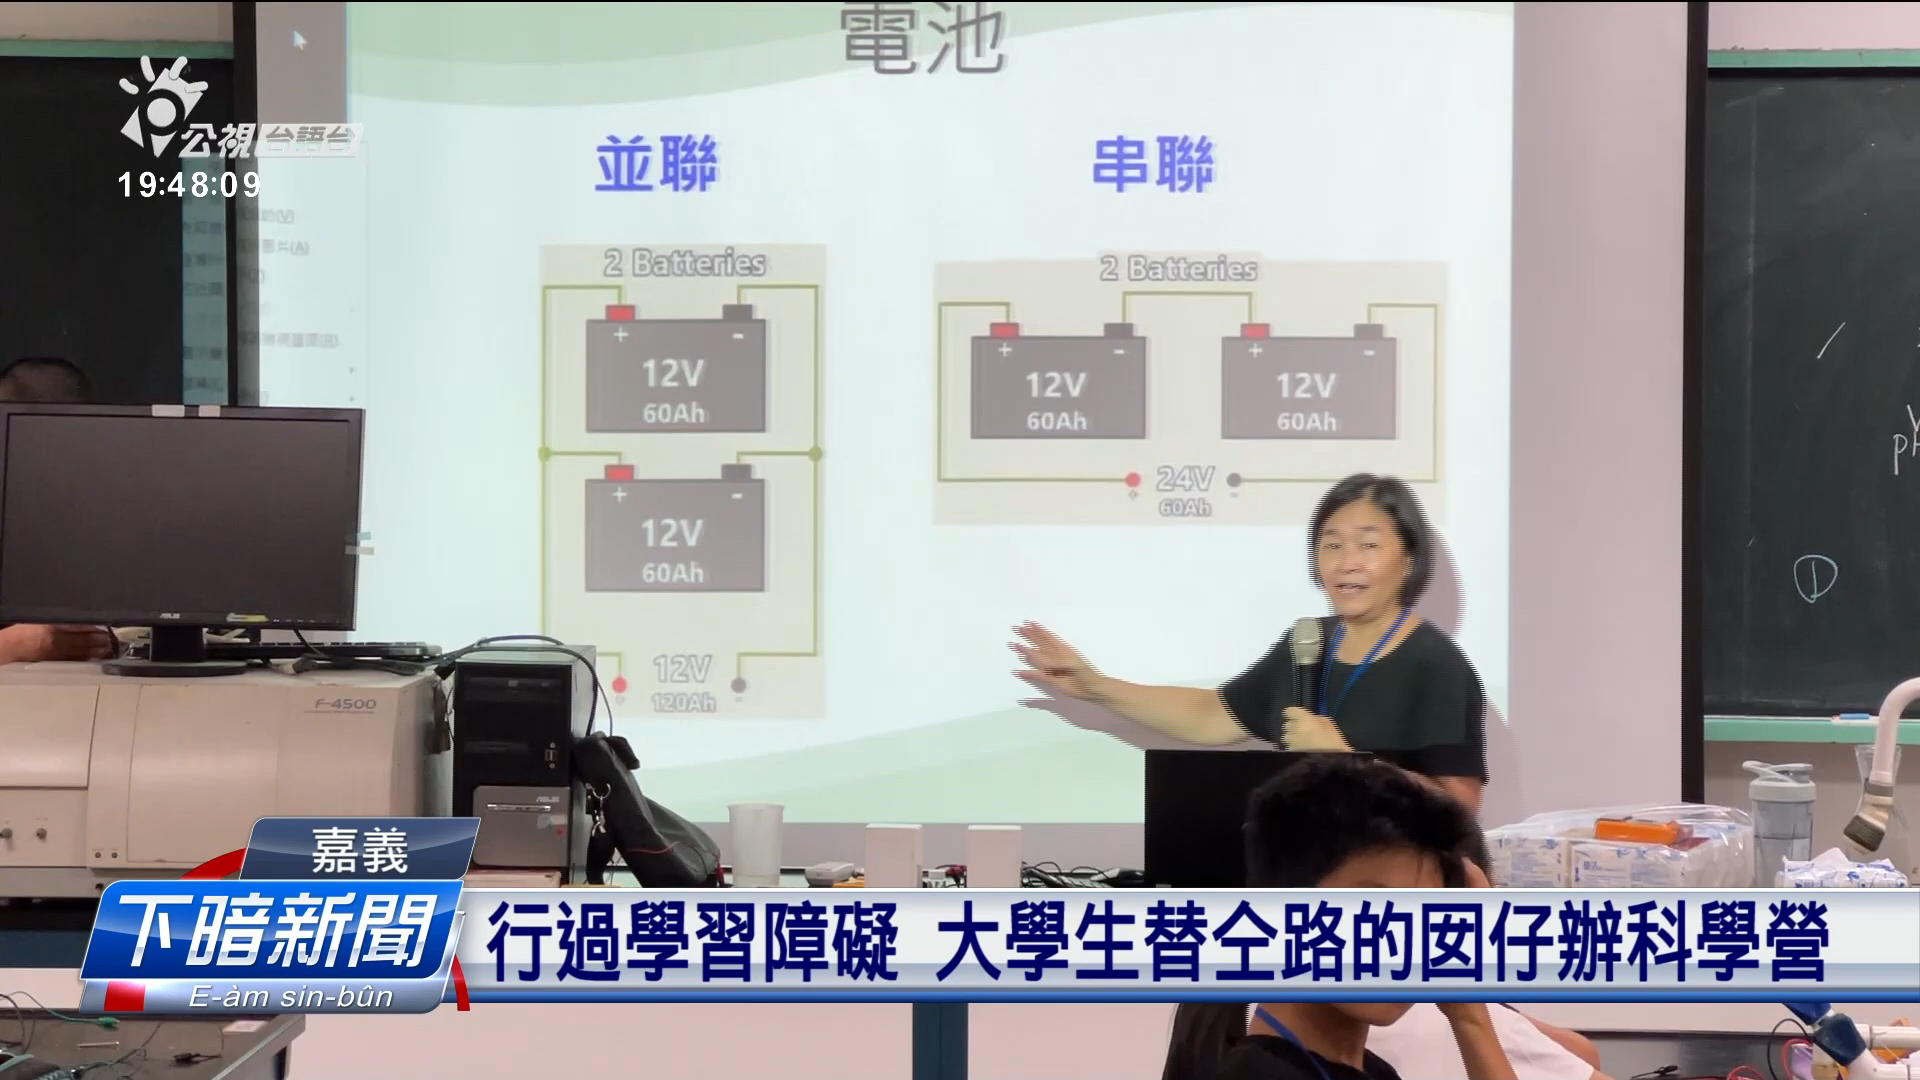 電池
公視 台語台
19:48:09
並聯
串聯
2 Batteries
+ -
12V
60Ah
+ -
12V
60Ah
12V
120Ah
2 Batteries
+ -
12V
60Ah
+ -
12V
60Ah
24V
60Ah
F-4500
ASUS
嘉義
下暗新聞
E-àm sin-bûn
行過學習障礙 大學生替仝路的囡仔辦科學營